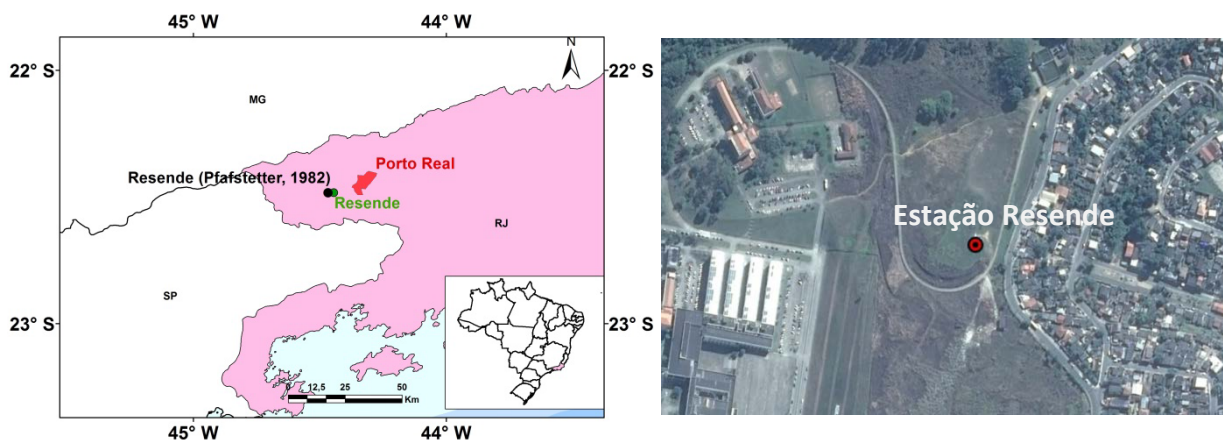 45° W
44° W
N
22° S
22° S
MG
Porto Real
Resende (Pfafstetter, 1982)
Resende
RJ
SP
23° S
23° S
0 12,5 25 50
Km
45° W
44° W
Estação Resende